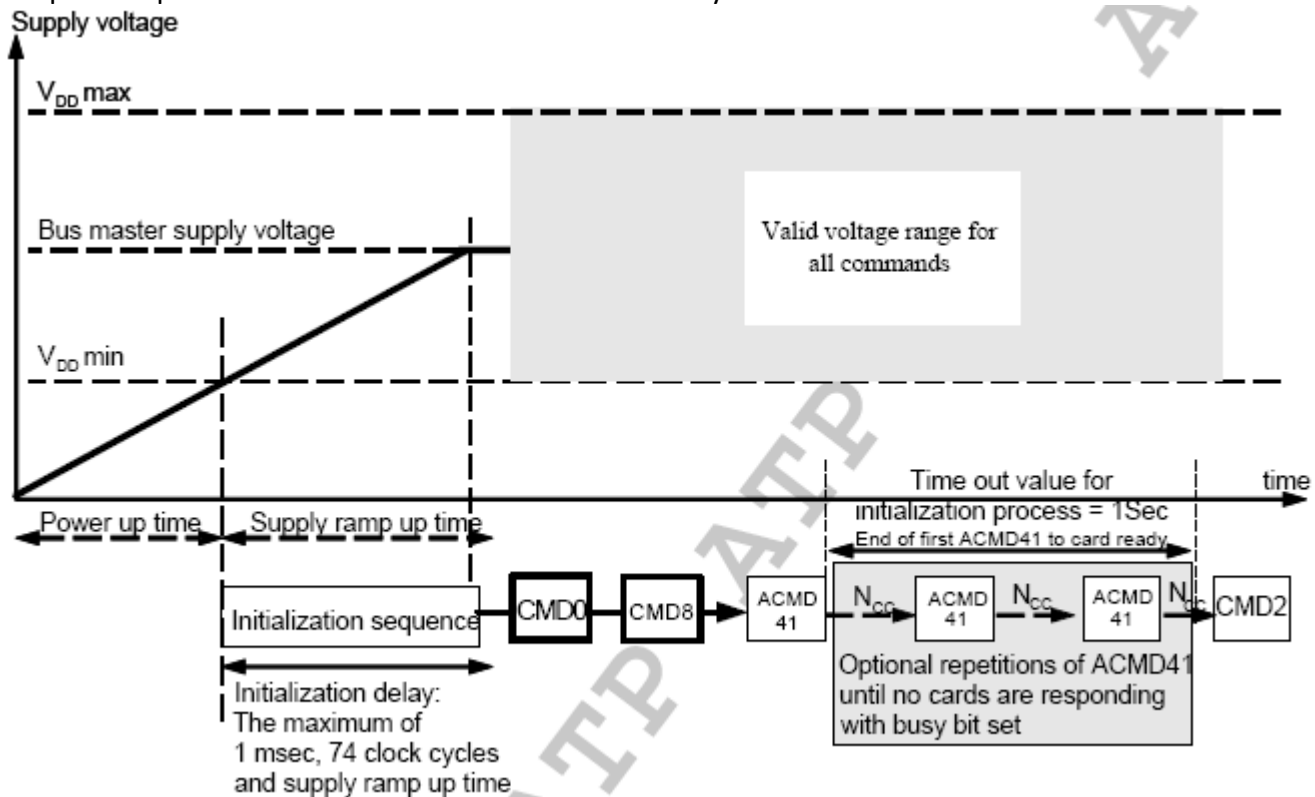 Supply voltage
V_DD max
Bus master supply voltage
Valid voltage range for
all commands
V_DD min
time
Power up time
Supply ramp up time
Time out value for
initialization process = 1Sec
End of first ACMD41 to card ready
Initialization sequence
CMD0
CMD8
ACMD
41
N_CC
ACMD
41
N_CC
ACMD
41
N_CC
CMD2
Optional repetitions of ACMD41
until no cards are responding
with busy bit set
Initialization delay:
The maximum of
1 msec, 74 clock cycles
and supply ramp up time
ATP
ATP